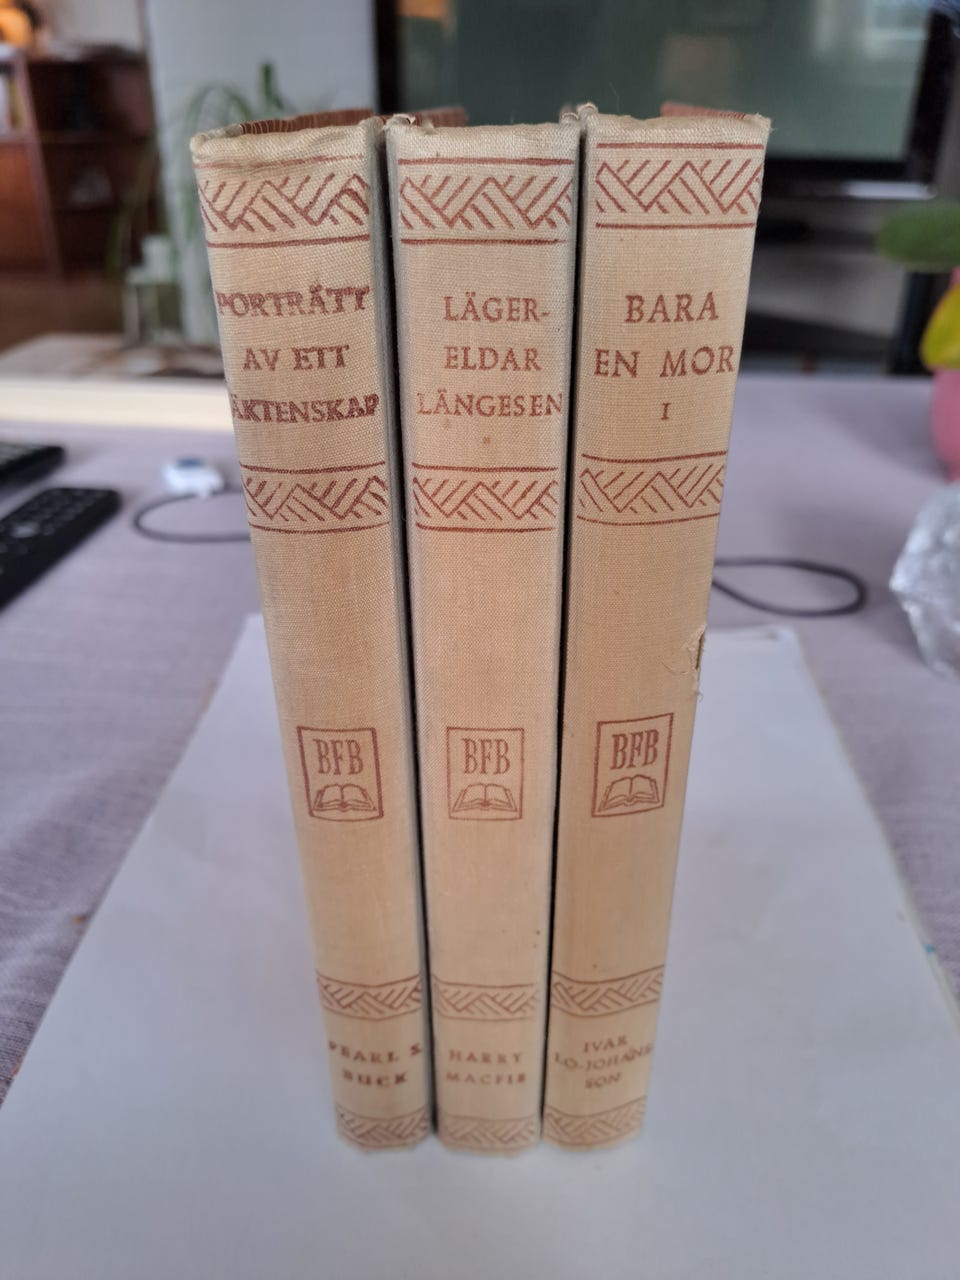 PORTRÄTT
AV ETT
ÄKTENSKAP
BFB
PEARL S.
BUCK
LÄGER-
ELDAR
LÄNGESEN
BFB
HARRY
MACFIE
BARA
EN MOR
I
BFB
IVAR
LO-JOHANS
SON